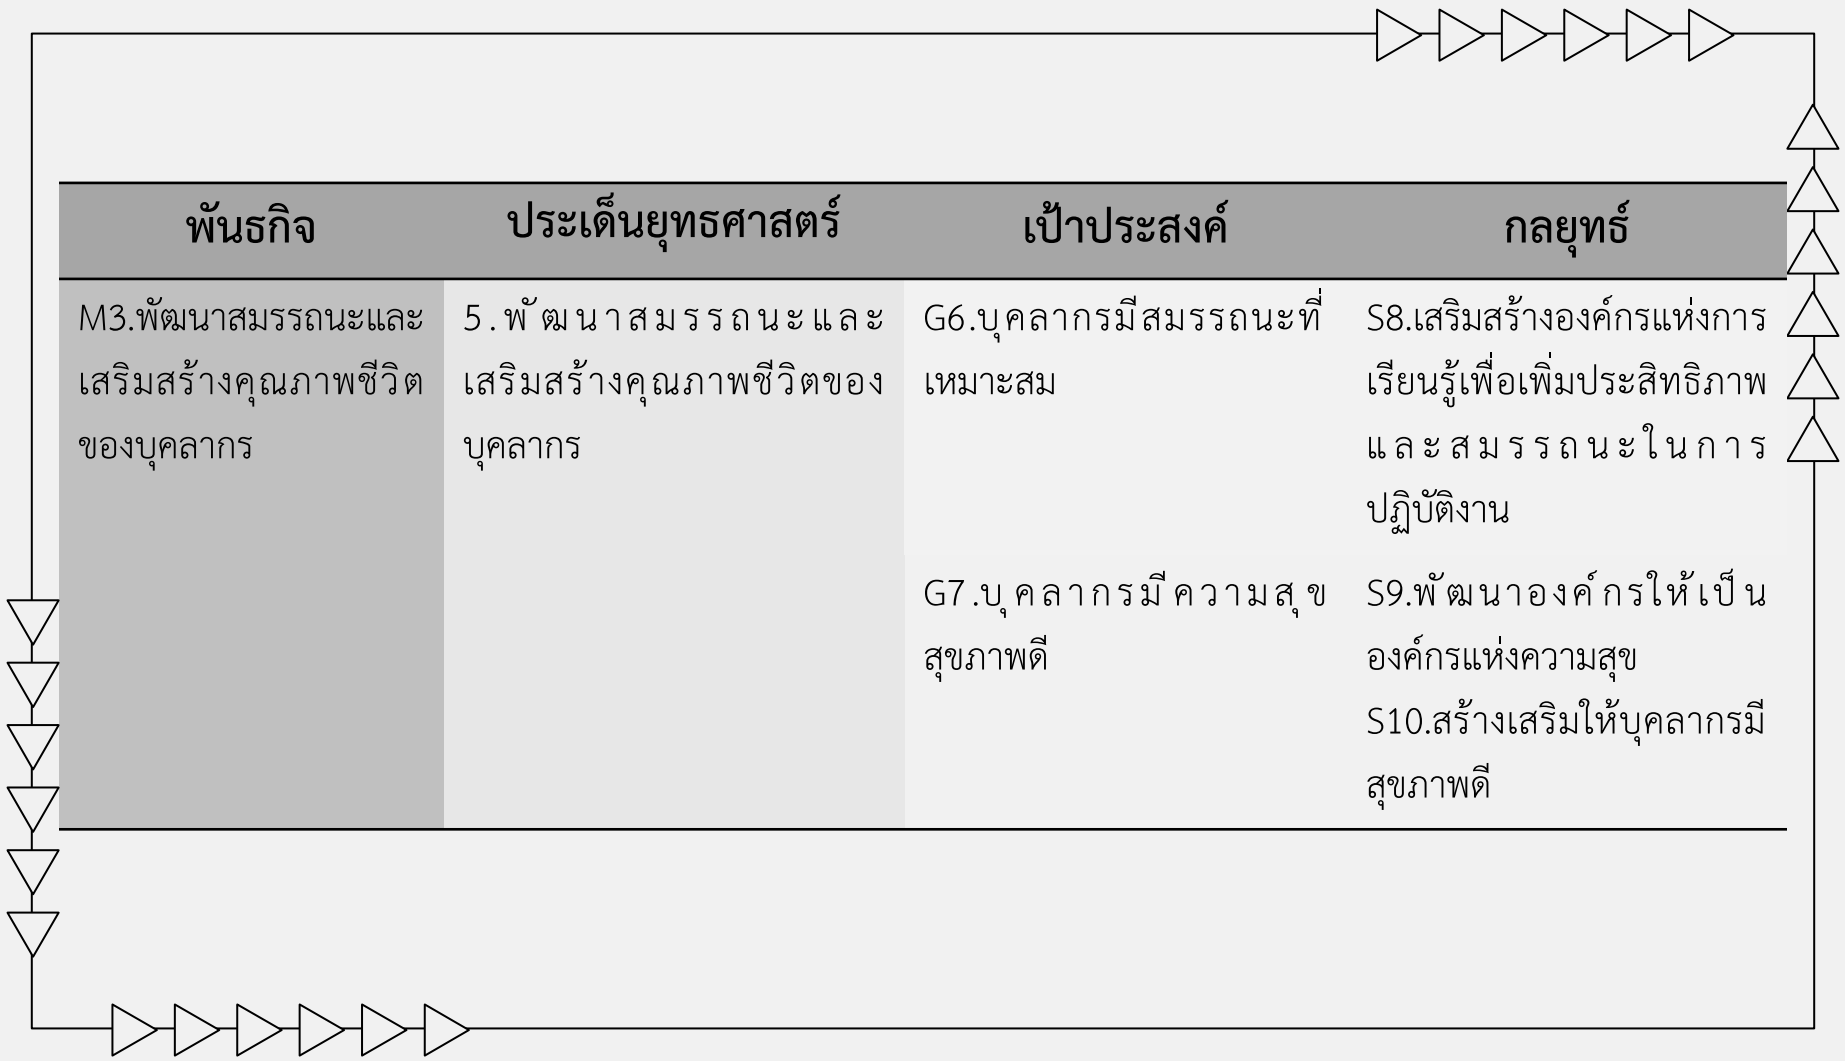 พันธกิจ ประเด็นยุทธศาสตร์ เป้าประสงค์ กลยุทธ์
M3.พัฒนาสมรรถนะและ
เสริมสร้างคุณภาพชีวิต
ของบุคลากร
5.พัฒนาสมรรถนะและ
เสริมสร้างคุณภาพชีวิตของ
บุคลากร
G6.บุคลากรมีสมรรถนะที่
เหมาะสม
S8.เสริมสร้างองค์กรแห่งการ
เรียนรู้เพื่อเพิ่มประสิทธิภาพ
และสมรรถนะในการ
ปฏิบัติงาน
G7.บุคลากรมีความสุข
สุขภาพดี
S9.พัฒนาองค์กรให้เป็น
องค์กรแห่งความสุข
S10.สร้างเสริมให้บุคลากรมี
สุขภาพดี